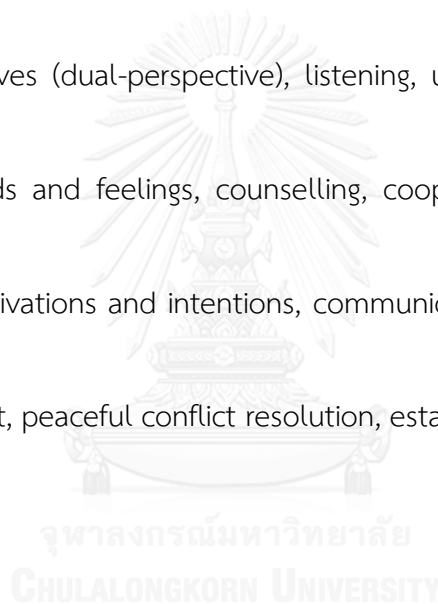 ves (dual-perspective), listening, u
ds and feelings, counselling, coop
ivations and intentions, communic
t, peaceful conflict resolution, esta
จุฬาลงกรณ์มหาวิทยาลัย
CHULALONGKORN UNIVERSITY